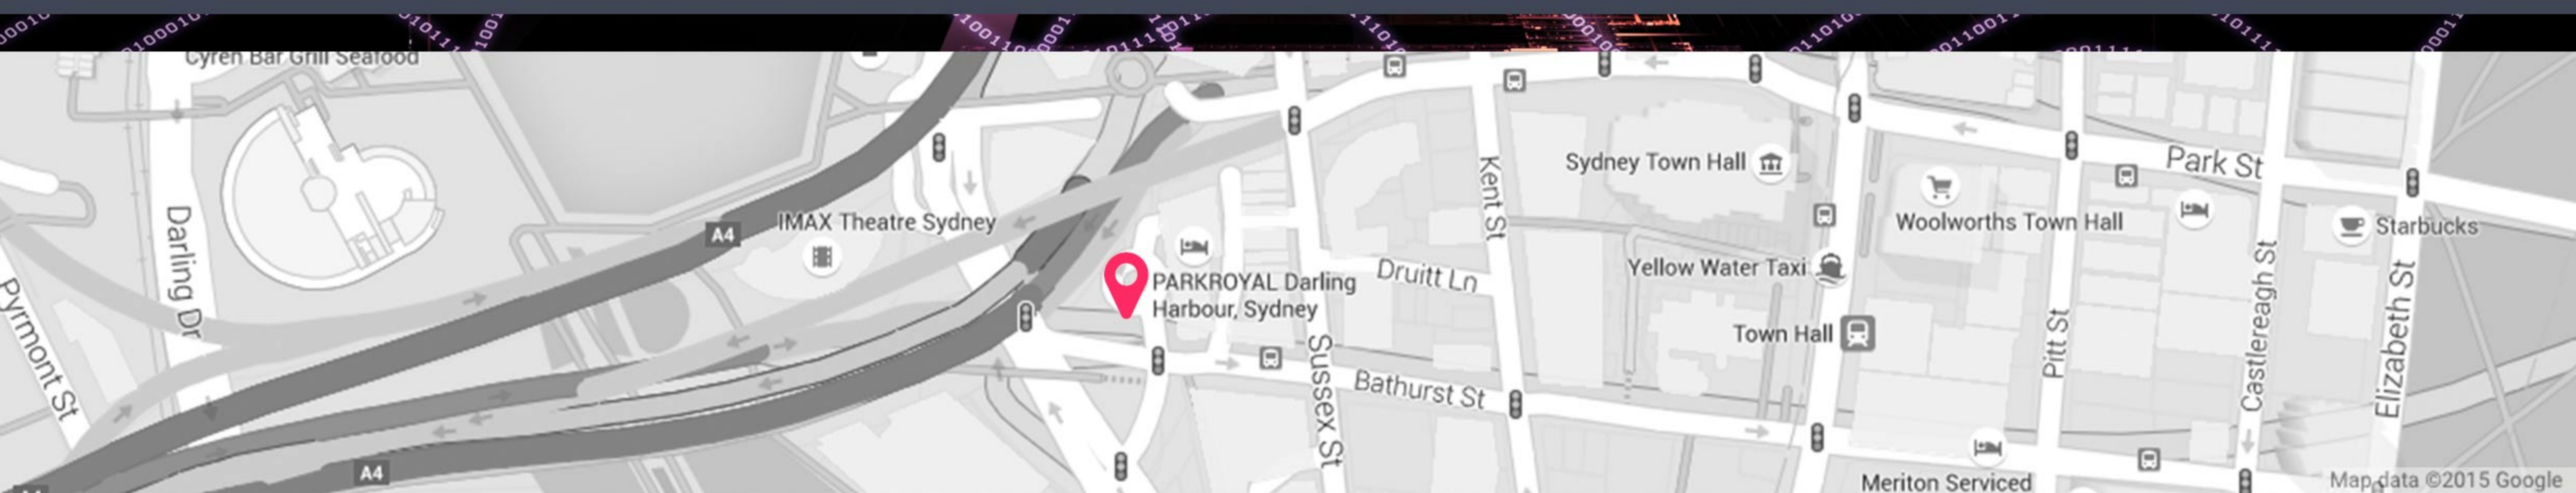 Cyren Bar Grill Seafood
Darling Dr
Pyrmont St
A4
IMAX Theatre Sydney
A4
PARKROYAL Darling
Harbour, Sydney
Sussex St
Druitt Ln
Kent St
Bathurst St
Sydney Town Hall
Yellow Water Taxi
Town Hall
Woolworths Town Hall
Park St
Pitt St
Castlereagh St
Elizabeth St
Starbucks
Meriton Serviced
Map data ©2015 Google